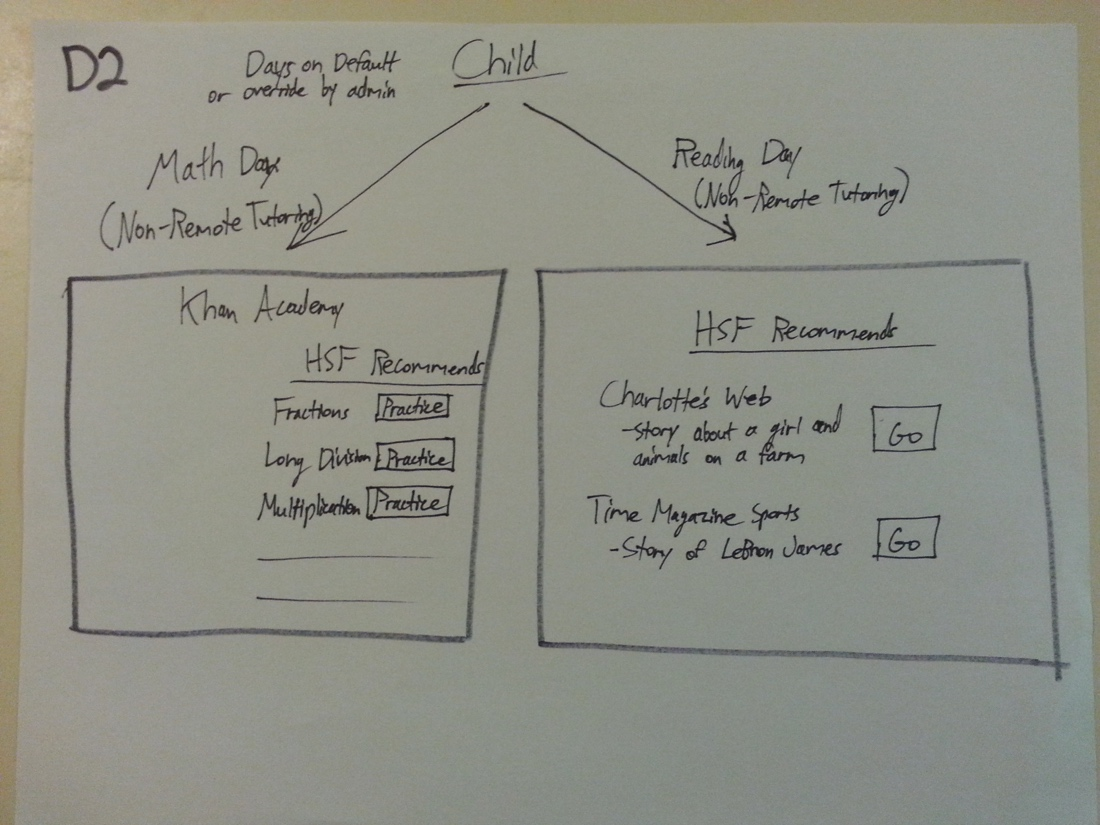 D2
Days on Default
or override by admin
Child
Math Day
(Non-Remote Tutoring)
Reading Day
(Non-Remote Tutoring)
Khan Academy
HSF Recommends
Fractions Practice
Long Division Practice
Multiplication Practice
HSF Recommends
Charlotte's Web
-story about a girl and
animals on a farm
Go
Time Magazine Sports
-Story of LeBron James
Go